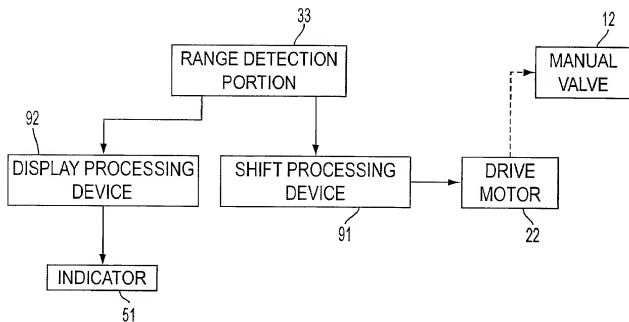 33
RANGE DETECTION
PORTION
12
MANUAL
VALVE
92
DISPLAY PROCESSING
DEVICE
SHIFT PROCESSING
DEVICE
91
DRIVE
MOTOR
22
INDICATOR
51